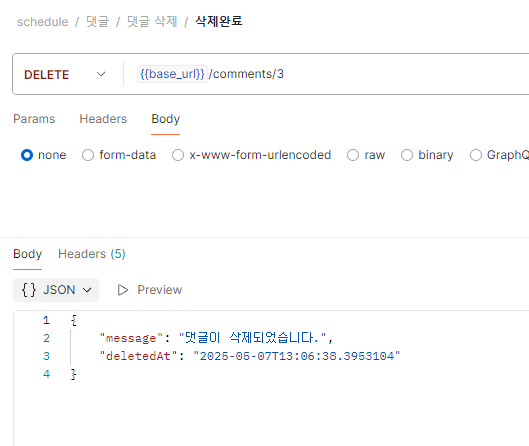 schedule / 댓글 / 댓글 삭제 / 삭제완료
DELETE {{base_url}}/comments/3
Params Headers Body
none form-data x-www-form-urlencoded raw binary GraphQ
Body Headers (5)
{} JSON Preview
1 {
2 "message": "댓글이 삭제되었습니다.",
3 "deletedAt": "2025-05-07T13:06:38.3953104"
4 }